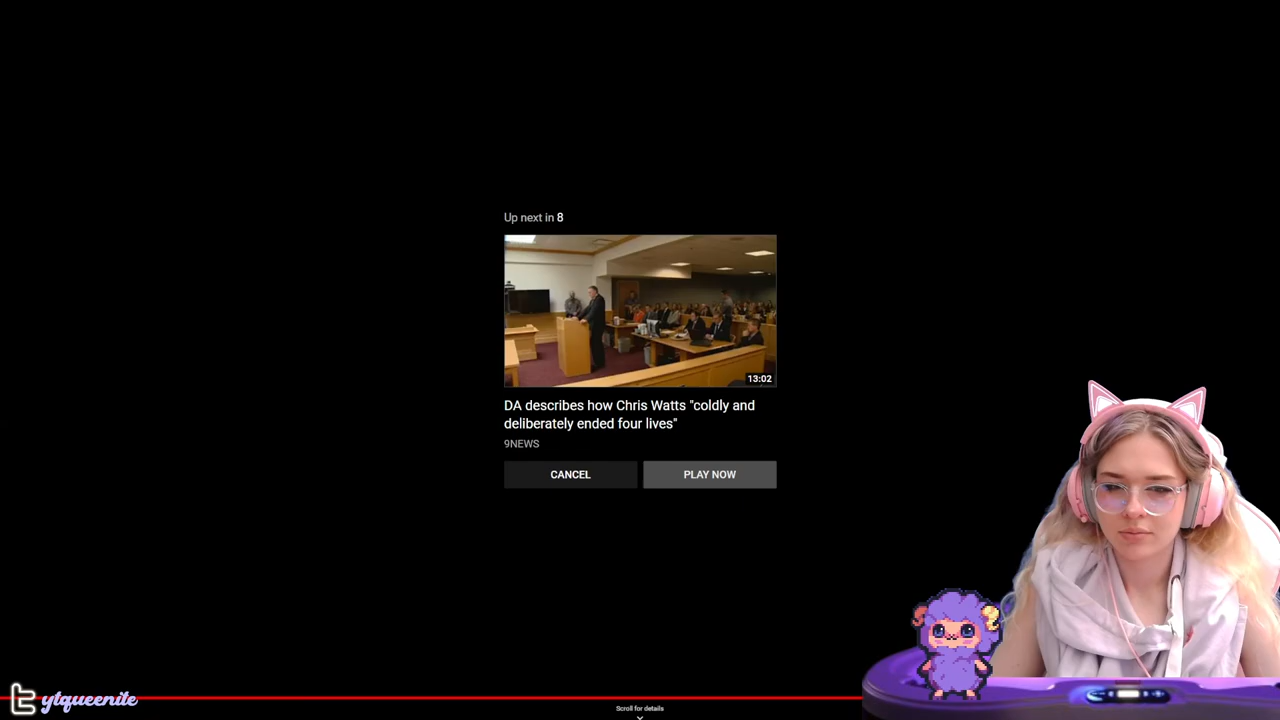 Up next in 8
13:02
DA describes how Chris Watts "coldly and
deliberately ended four lives"
9NEWS
CANCEL
PLAY NOW
ytqueenite
Scroll for details